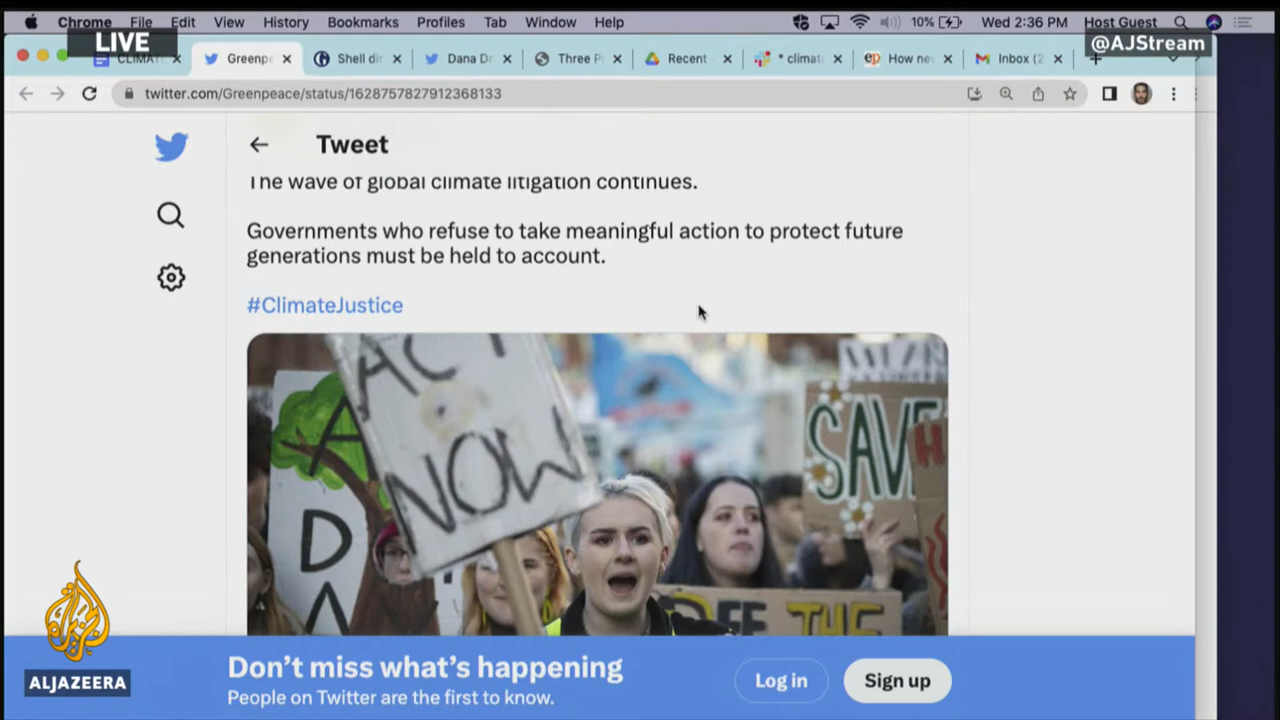 Chrome File Edit View History Bookmarks Profiles Tab Window Help 10% Wed 2:36 PM Host Guest
LIVE
@AJStream
CLIMAT Greenpe Shell di Dana Dr Three P Recent * climat How ne Inbox (2
twitter.com/Greenpeace/status/1628757827912368133
Tweet
The wave of global climate litigation continues.
Governments who refuse to take meaningful action to protect future
generations must be held to account.
#ClimateJustice
ACT
NOW
SAVE
A
D
THE
ALJAZEERA
Don't miss what's happening
People on Twitter are the first to know.
Log in
Sign up